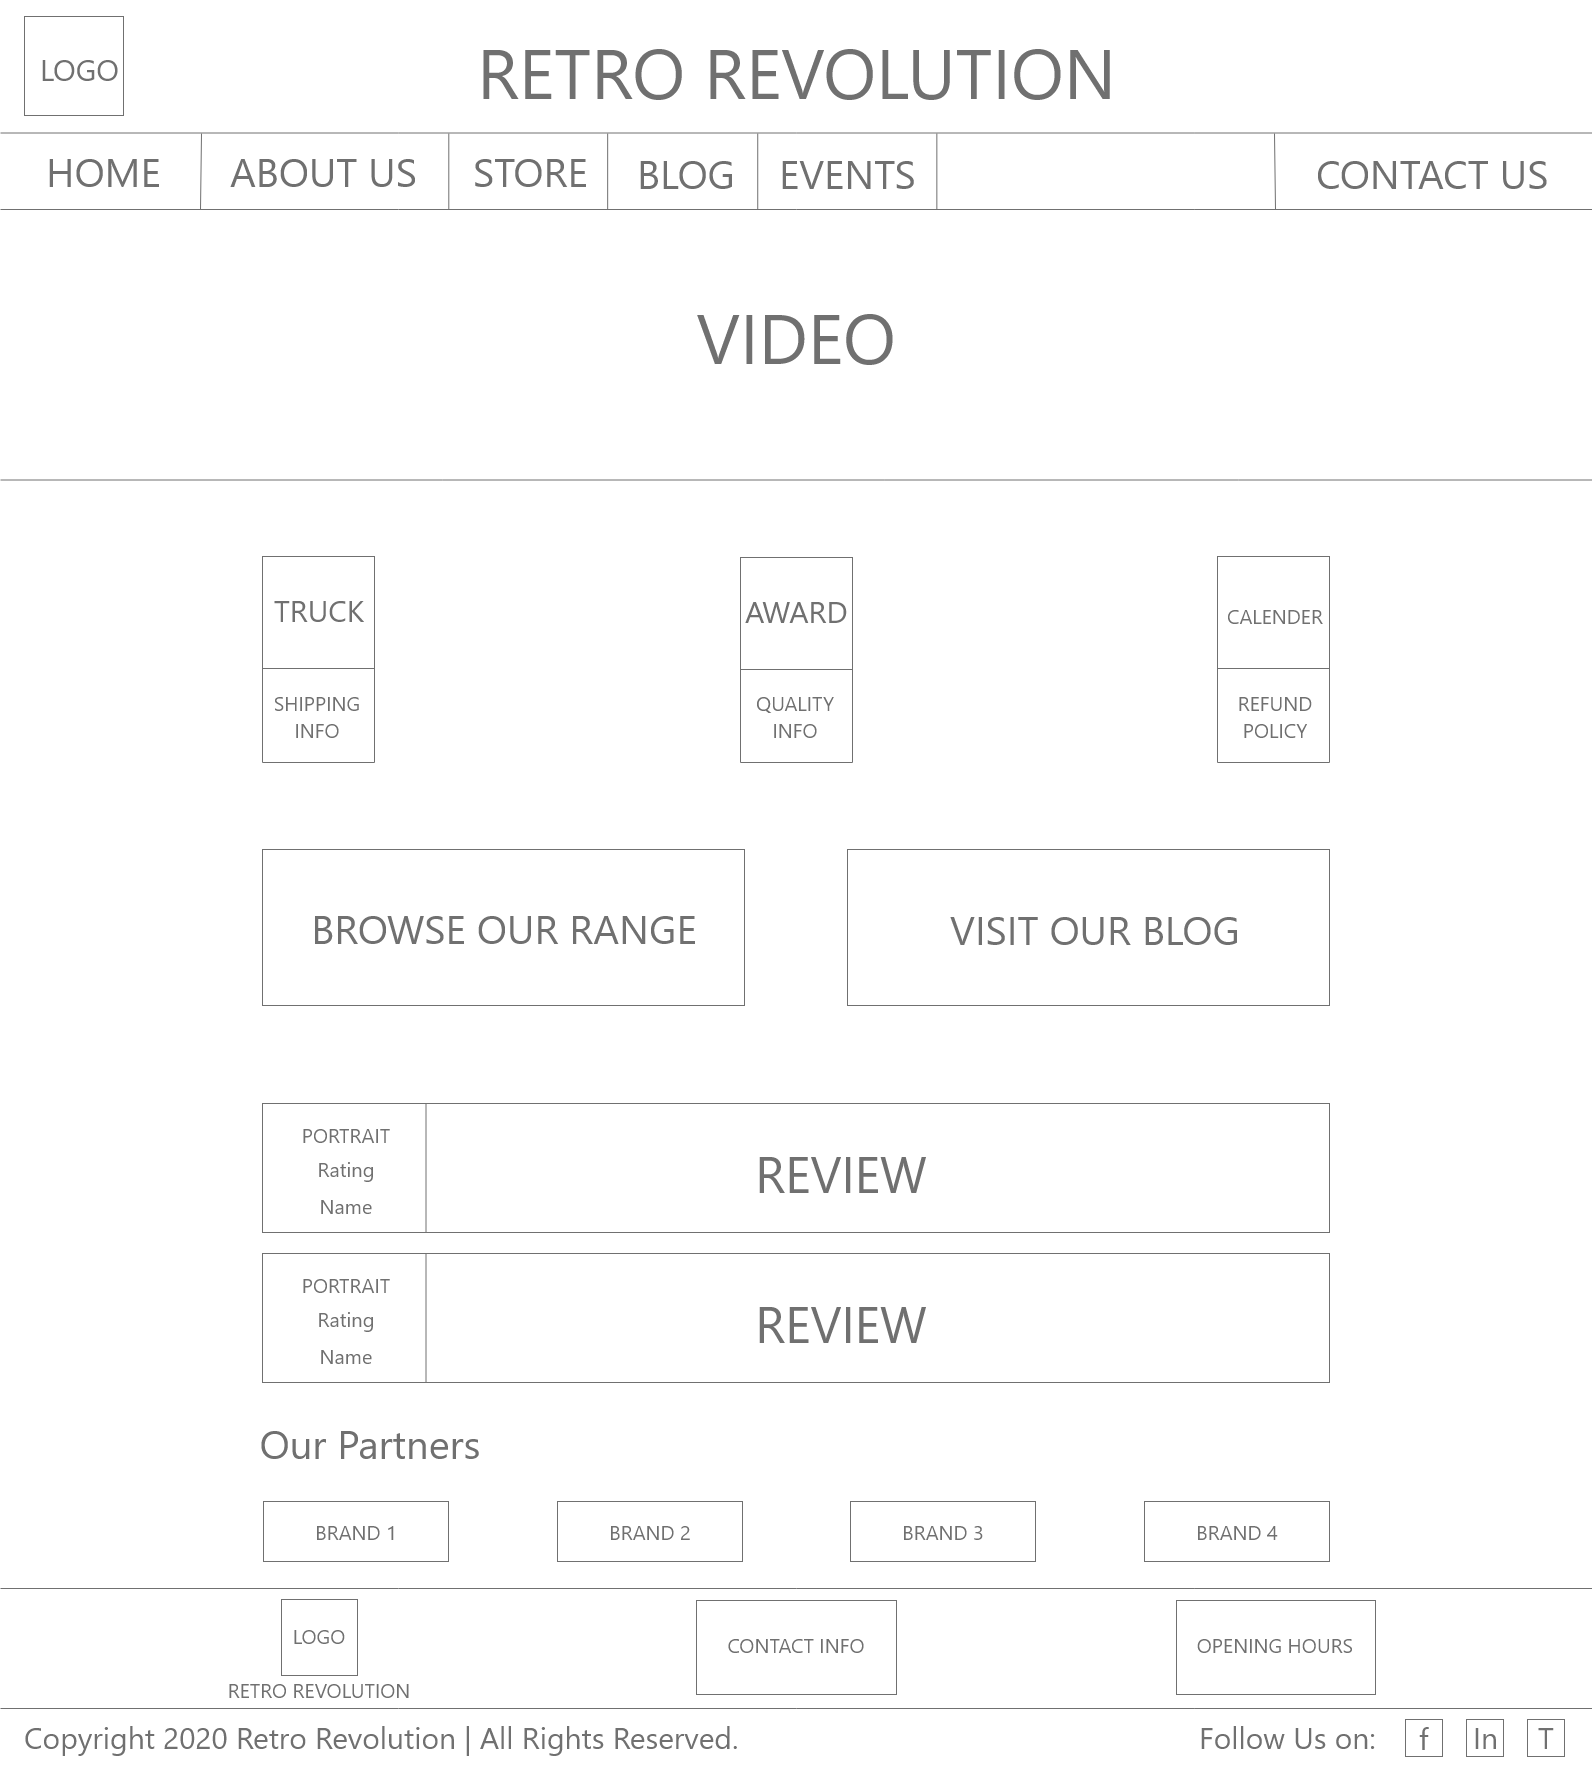 LOGO
RETRO REVOLUTION
HOME
ABOUT US
STORE
BLOG
EVENTS
CONTACT US
VIDEO
TRUCK
SHIPPING
INFO
AWARD
QUALITY
INFO
CALENDER
REFUND
POLICY
BROWSE OUR RANGE
VISIT OUR BLOG
PORTRAIT
Rating
Name
REVIEW
PORTRAIT
Rating
Name
REVIEW
Our Partners
BRAND 1
BRAND 2
BRAND 3
BRAND 4
LOGO
RETRO REVOLUTION
CONTACT INFO
OPENING HOURS
Copyright 2020 Retro Revolution | All Rights Reserved.
Follow Us on:
f
In
T